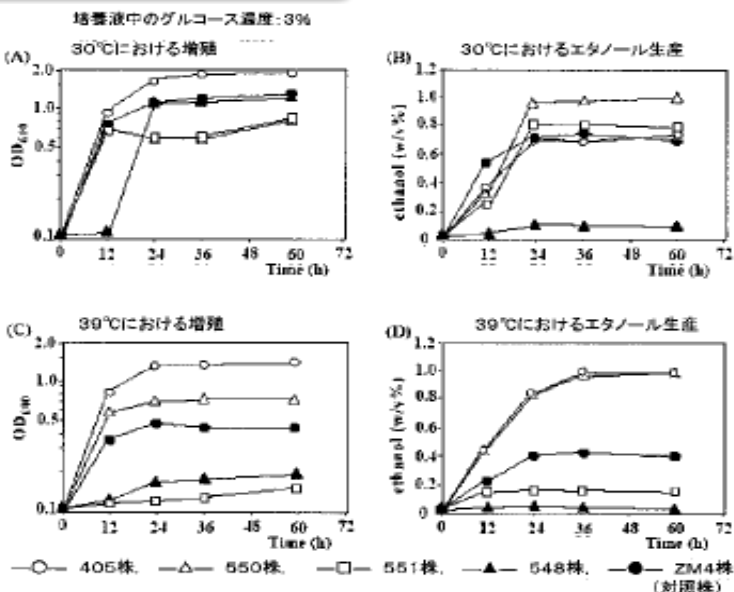 培養液中のグルコース濃度:3%
(A) 30℃における増殖
(B) 30℃におけるエタノール生産
2.0
1.0
0.5
0.1
OD
0 12 24 36 48 60 72
Time (h)
1.2
1.0
0.8
0.6
0.4
0.2
0
ethanol (w/v%)
0 12 24 36 48 60 72
Time (h)
(C) 39℃における増殖
(D) 39℃におけるエタノール生産
2.0
1.0
0.5
0.1
OD
0 12 24 36 48 60 72
Time (h)
1.2
1.0
0.8
0.6
0.4
0.2
0
ethanol (w/v%)
0 12 24 36 48 60 72
Time (h)
405株, 550株, 551株, 548株, ZM4株
(対照株)